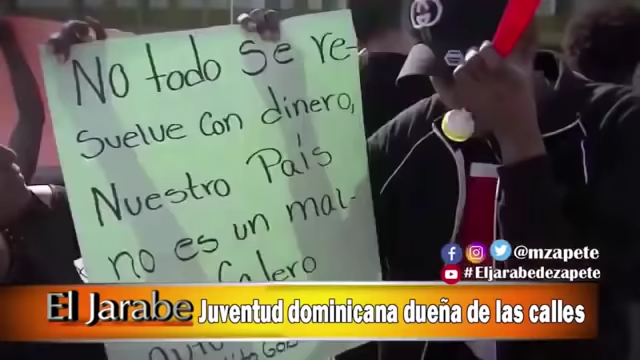 No todo se re-
suelve con dinero,
Nuestro País
no es un mal-
@mzapete
#Eljarabedezapete
El Jarabe Juventud dominicana dueña de las calles